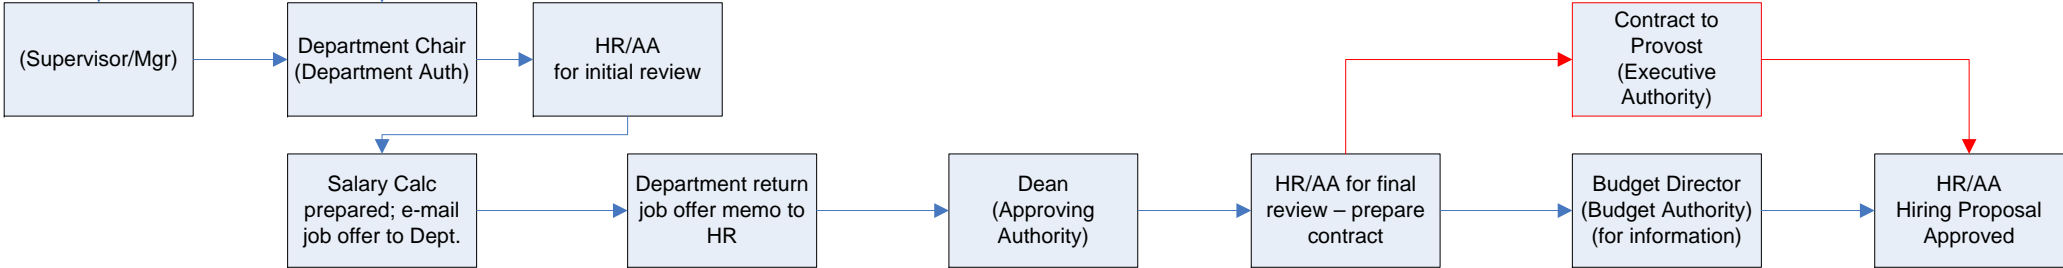 (Supervisor/Mgr)
Department Chair
(Department Auth)
HR/AA
for initial review
Contract to
Provost
(Executive
Authority)
Salary Calc
prepared; e-mail
job offer to Dept.
Department return
job offer memo to
HR
Dean
(Approving
Authority)
HR/AA for final
review – prepare
contract
Budget Director
(Budget Authority)
(for information)
HR/AA
Hiring Proposal
Approved